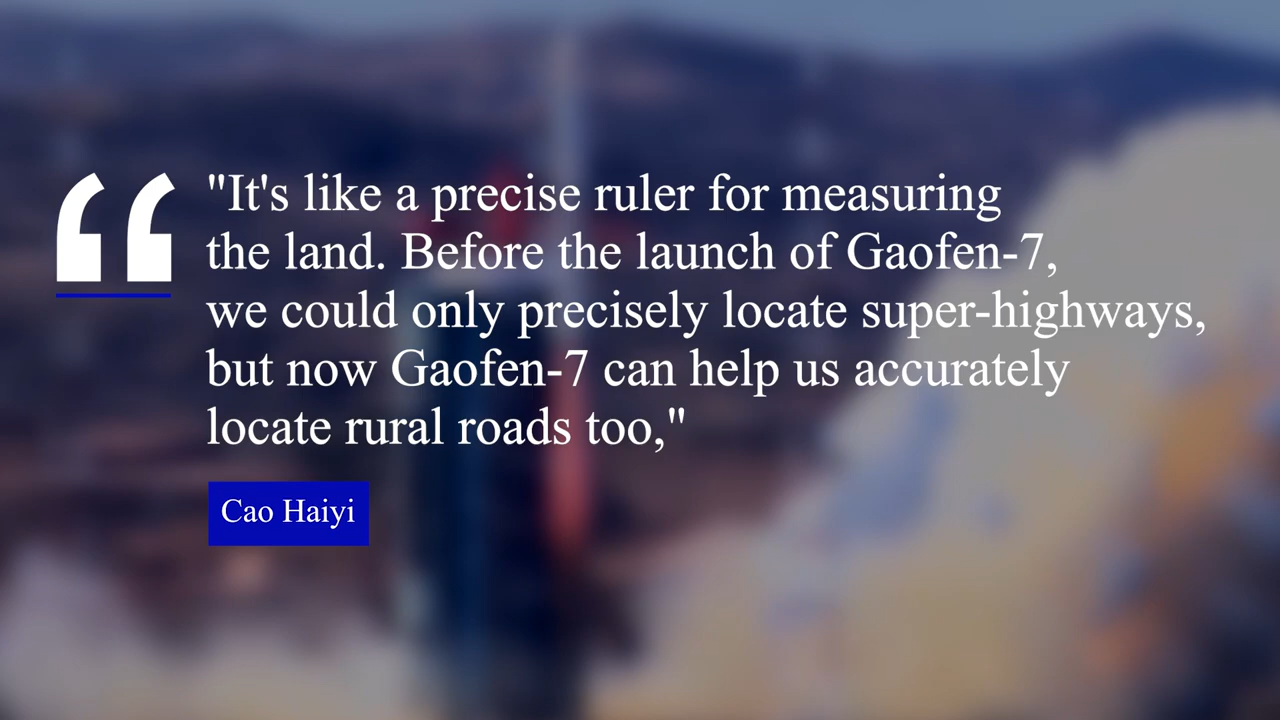 "It's like a precise ruler for measuring
the land. Before the launch of Gaofen-7,
we could only precisely locate super-highways,
but now Gaofen-7 can help us accurately
locate rural roads too,"
Cao Haiyi